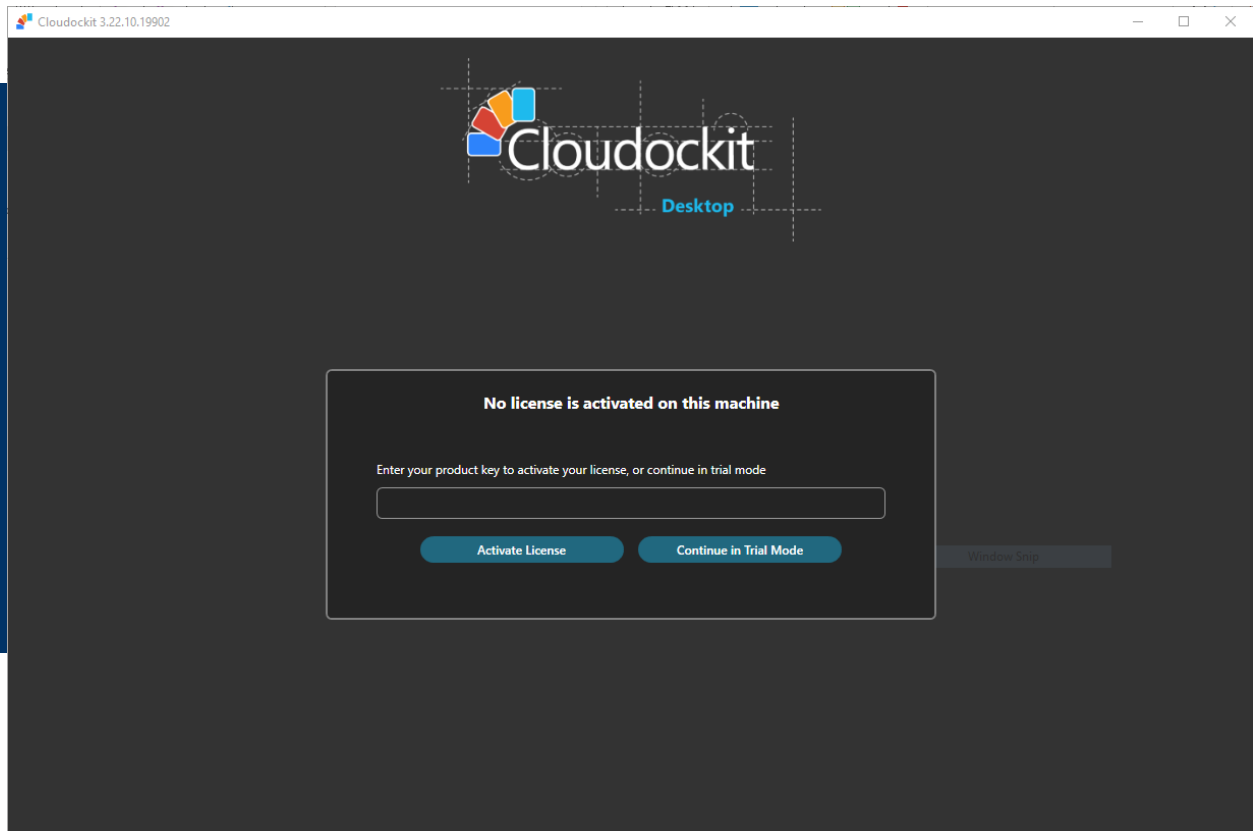 Cloudockit 3.22.10.19902
Cloudockit
Desktop
No license is activated on this machine
Enter your product key to activate your license, or continue in trial mode
Activate License
Continue in Trial Mode
Window Snip